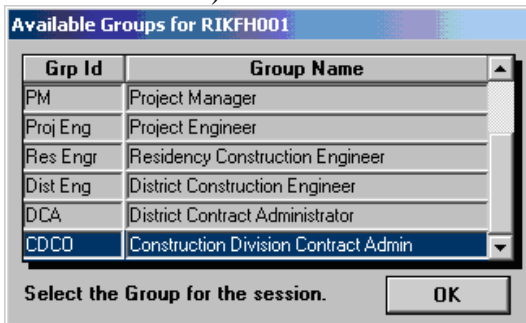 )
Available Groups for RIKFH001
Grp Id Group Name
PM Project Manager
Proj Eng Project Engineer
Res Engr Residency Construction Engineer
Dist Eng District Construction Engineer
DCA District Contract Administrator
CDCO Construction Division Contract Admin
Select the Group for the session. OK